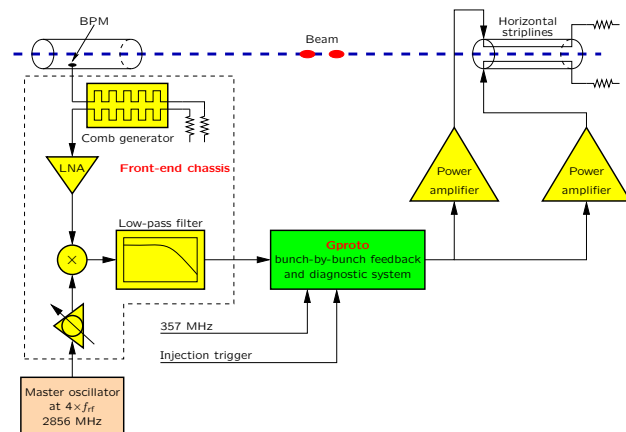 BPM
Beam
Horizontal
striplines
Comb generator
LNA
Front-end chassis
Power
amplifier
Power
amplifier
Low-pass filter
×
Gproto
bunch-by-bunch feedback
and diagnostic system
357 MHz
Injection trigger
Master oscillator
at 4×f_rf
2856 MHz